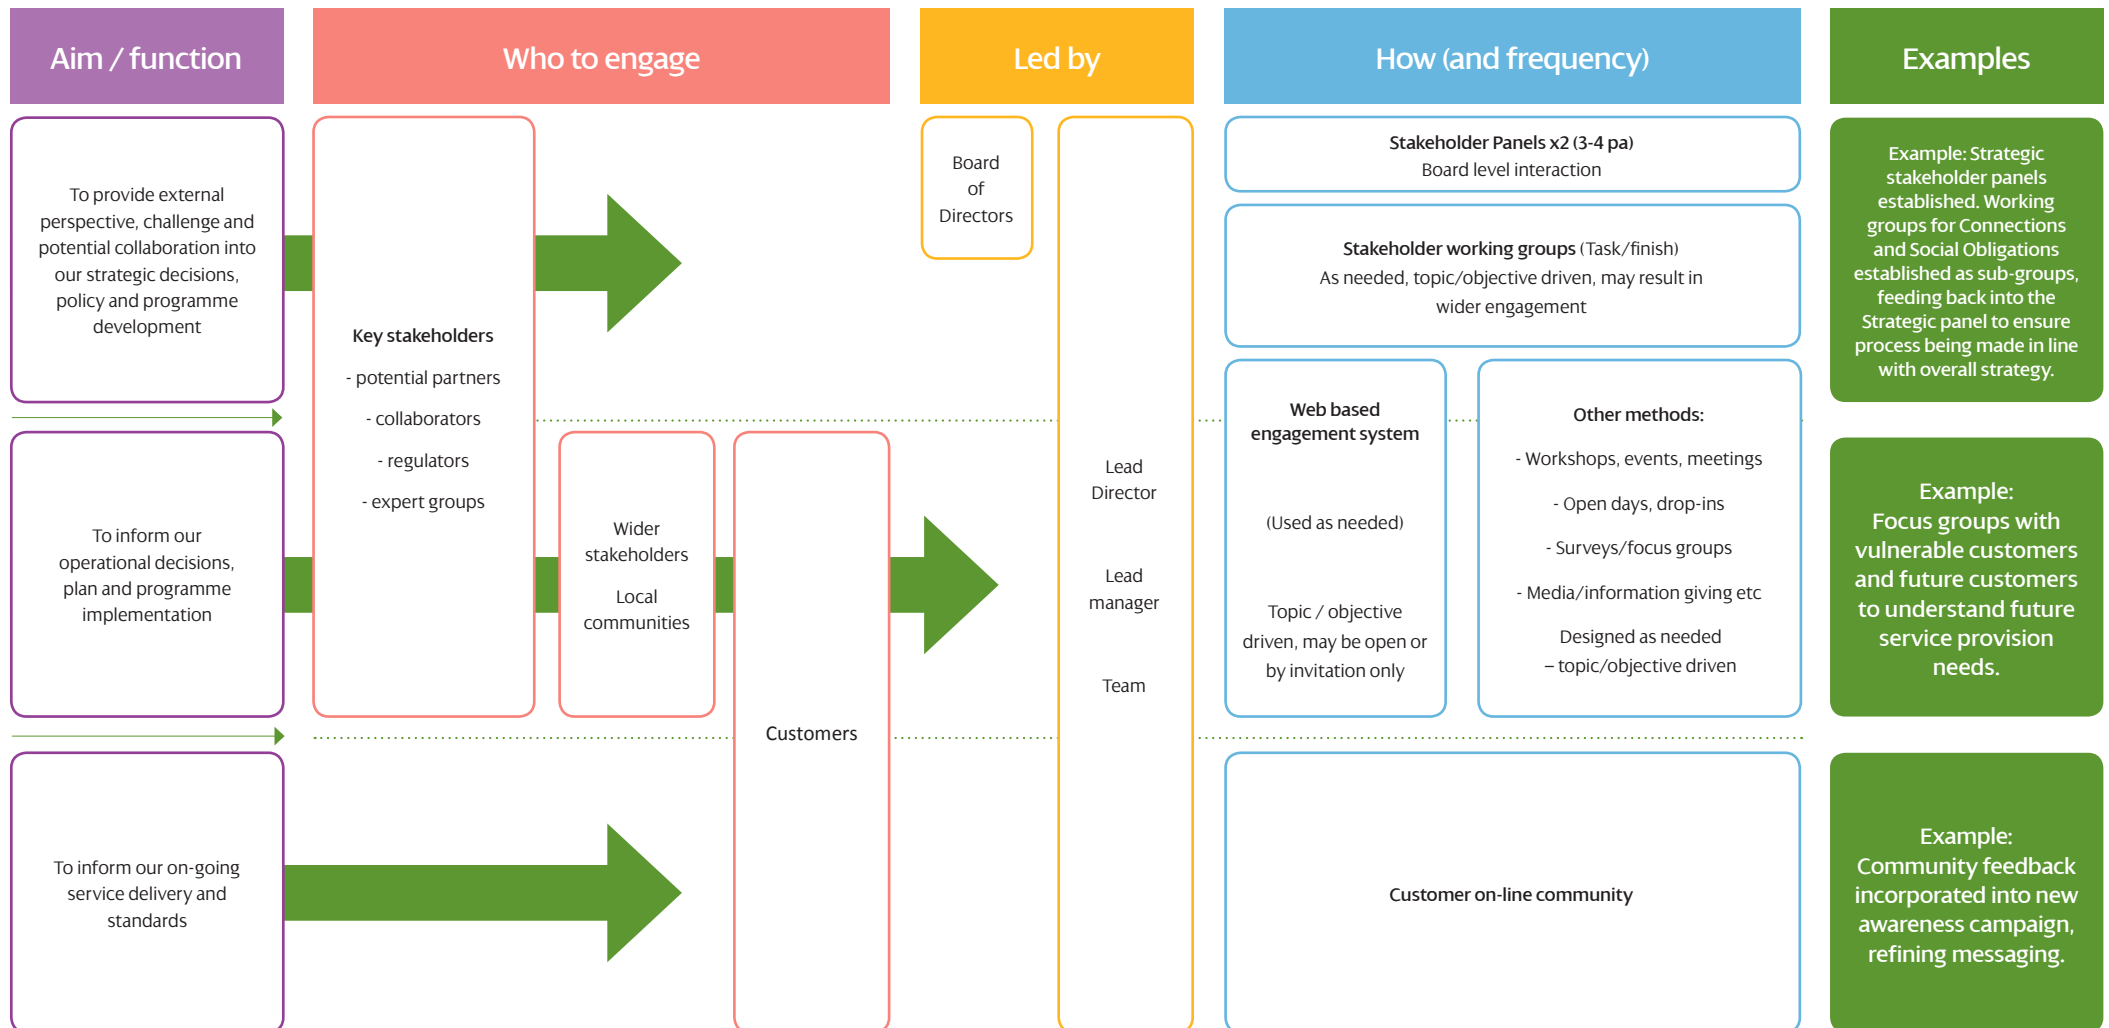 Aim / function
Who to engage
Led by
How (and frequency)
Examples
To provide external
perspective, challenge and
potential collaboration into
our strategic decisions,
policy and programme
development
To inform our
operational decisions,
plan and programme
implementation
To inform our on-going
service delivery and
standards
Key stakeholders
- potential partners
- collaborators
- regulators
- expert groups
Wider
stakeholders
Local
communities
Customers
Board
of
Directors
Lead
Director
Lead
manager
Team
Stakeholder Panels x2 (3-4 pa)
Board level interaction
Stakeholder working groups (Task/finish)
As needed, topic/objective driven, may result in
wider engagement
Web based
engagement system
(Used as needed)
Topic / objective
driven, may be open or
by invitation only
Other methods:
- Workshops, events, meetings
- Open days, drop-ins
- Surveys/focus groups
- Media/information giving etc
Designed as needed
– topic/objective driven
Customer on-line community
Example: Strategic
stakeholder panels
established. Working
groups for Connections
and Social Obligations
established as sub-groups,
feeding back into the
Strategic panel to ensure
process being made in line
with overall strategy.
Example:
Focus groups with
vulnerable customers
and future customers
to understand future
service provision
needs.
Example:
Community feedback
incorporated into new
awareness campaign,
refining messaging.